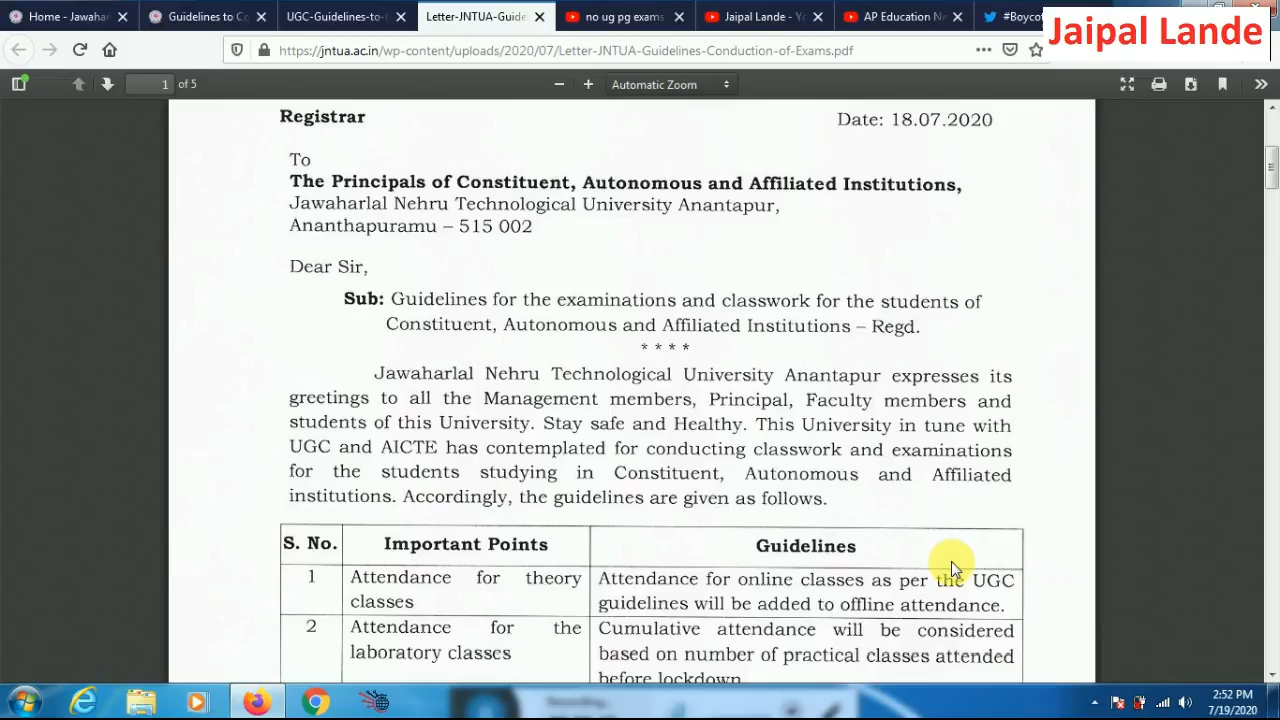 Home - Jawahar
Guidelines to Co
UGC-Guidelines-to-
Letter-JNTUA-Guide
no ug pg exams
Jaipal Lande - Yo
AP Education Ne
#Boycot
Jaipal Lande
https://jntua.ac.in/wp-content/uploads/2020/07/Letter-JNTUA-Guidelines-Conduction-of-Exams.pdf
1 of 5
Automatic Zoom
Registrar
Date: 18.07.2020
To
The Principals of Constituent, Autonomous and Affiliated Institutions,
Jawaharlal Nehru Technological University Anantapur,
Ananthapuramu – 515 002
Dear Sir,
Sub: Guidelines for the examinations and classwork for the students of
Constituent, Autonomous and Affiliated Institutions – Regd.
* * * *
Jawaharlal Nehru Technological University Anantapur expresses its
greetings to all the Management members, Principal, Faculty members and
students of this University. Stay safe and Healthy. This University in tune with
UGC and AICTE has contemplated for conducting classwork and examinations
for the students studying in Constituent, Autonomous and Affiliated
institutions. Accordingly, the guidelines are given as follows.
S. No. Important Points Guidelines
1 Attendance for theory classes
Attendance for online classes as per the UGC
guidelines will be added to offline attendance.
2 Attendance for the laboratory classes
Cumulative attendance will be considered
based on number of practical classes attended
before lockdown
2:52 PM
7/19/2020